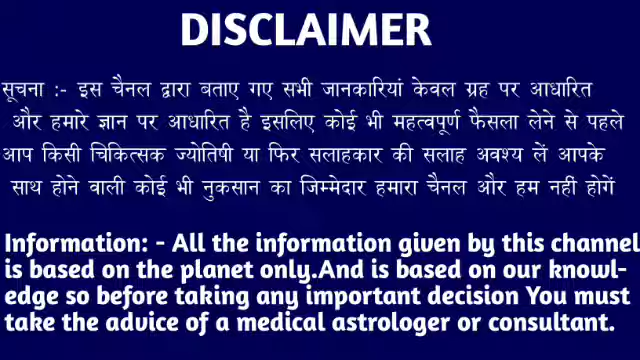 DISCLAIMER
सूचना :- इस चैनल द्वारा बताए गए सभी जानकारियां केवल ग्रह पर आधारित
और हमारे ज्ञान पर आधारित है इसलिए कोई भी महत्वपूर्ण फैसला लेने से पहले
आप किसी चिकित्सक ज्योतिषी या फिर सलाहकार की सलाह अवश्य लें आपके
साथ होने वाली कोई भी नुकसान का जिम्मेदार हमारा चैनल और हम नहीं होगें
Information: - All the information given by this channel
is based on the planet only.And is based on our knowl-
edge so before taking any important decision You must
take the advice of a medical astrologer or consultant.